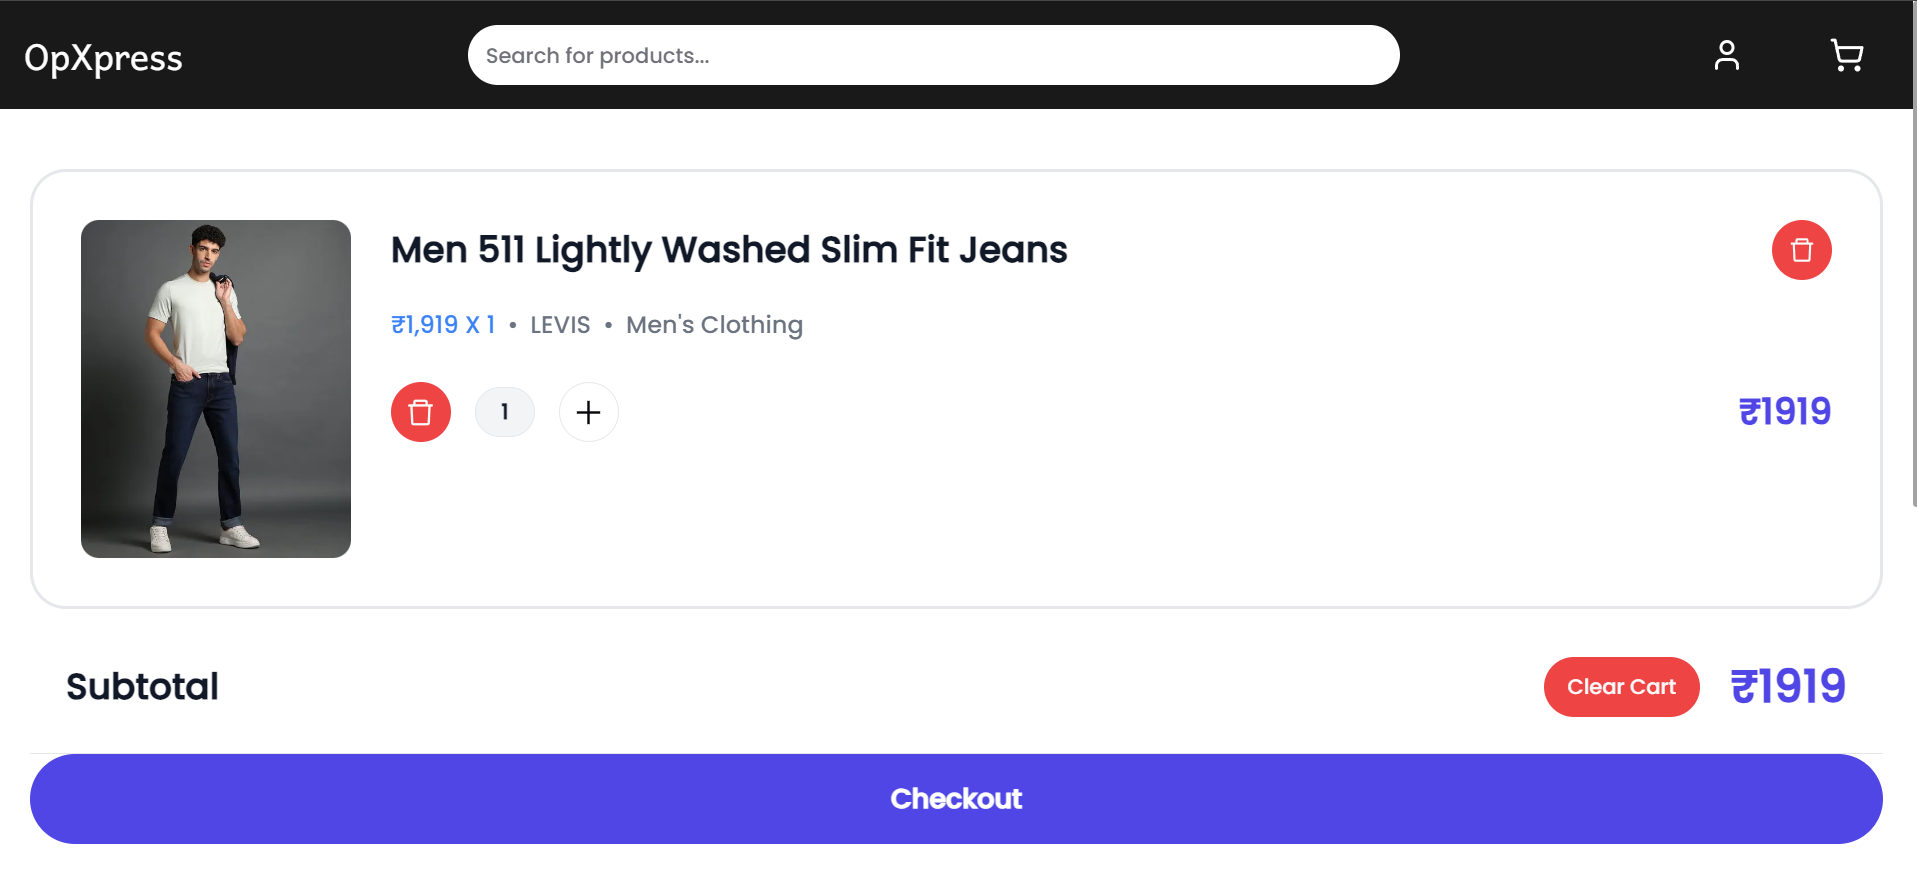 OpXpress
Search for products...
Men 511 Lightly Washed Slim Fit Jeans
₹1,919 X 1 • LEVIS • Men's Clothing
1
₹1919
Subtotal
Clear Cart
₹1919
Checkout